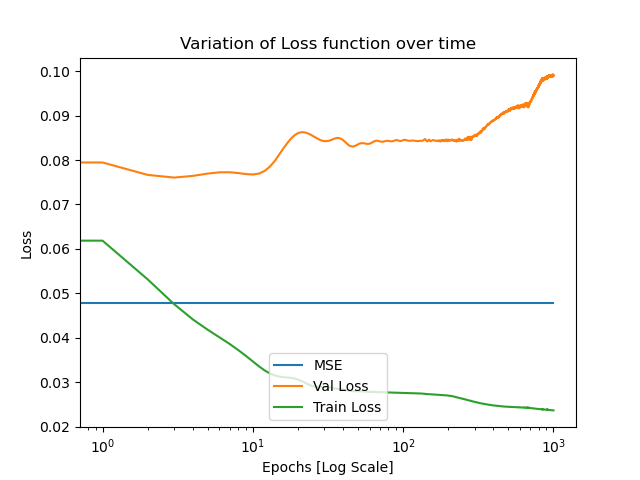 Variation of Loss function over time
Loss
0.10
0.09
0.08
0.07
0.06
0.05
0.04
0.03
0.02
MSE
Val Loss
Train Loss
10⁰ 10¹ 10² 10³
Epochs [Log Scale]